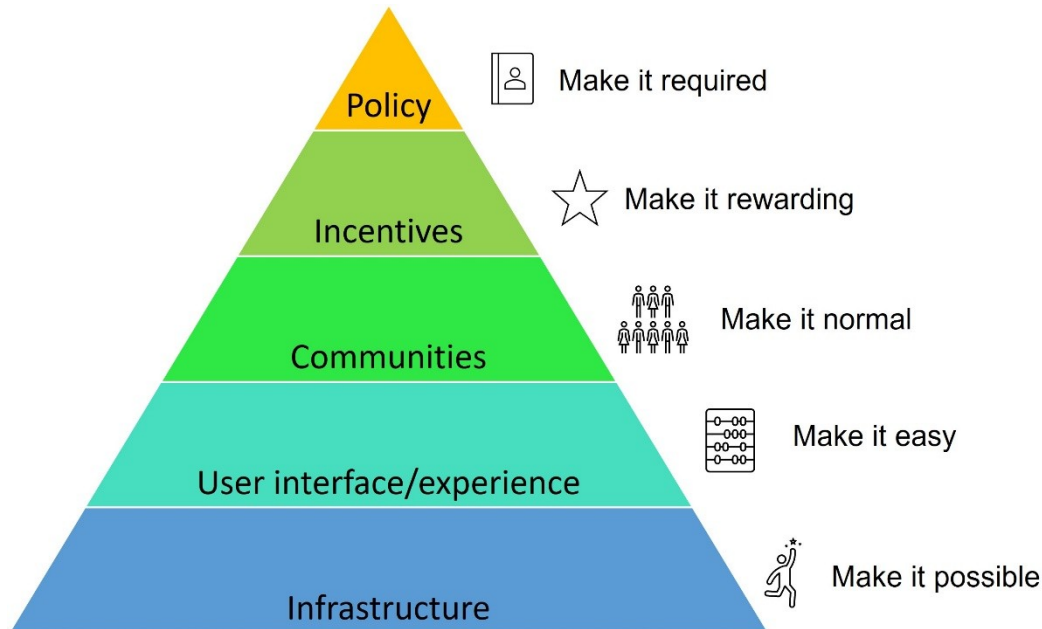 Policy
Make it required
Incentives
Make it rewarding
Communities
Make it normal
User interface/experience
Make it easy
Infrastructure
Make it possible